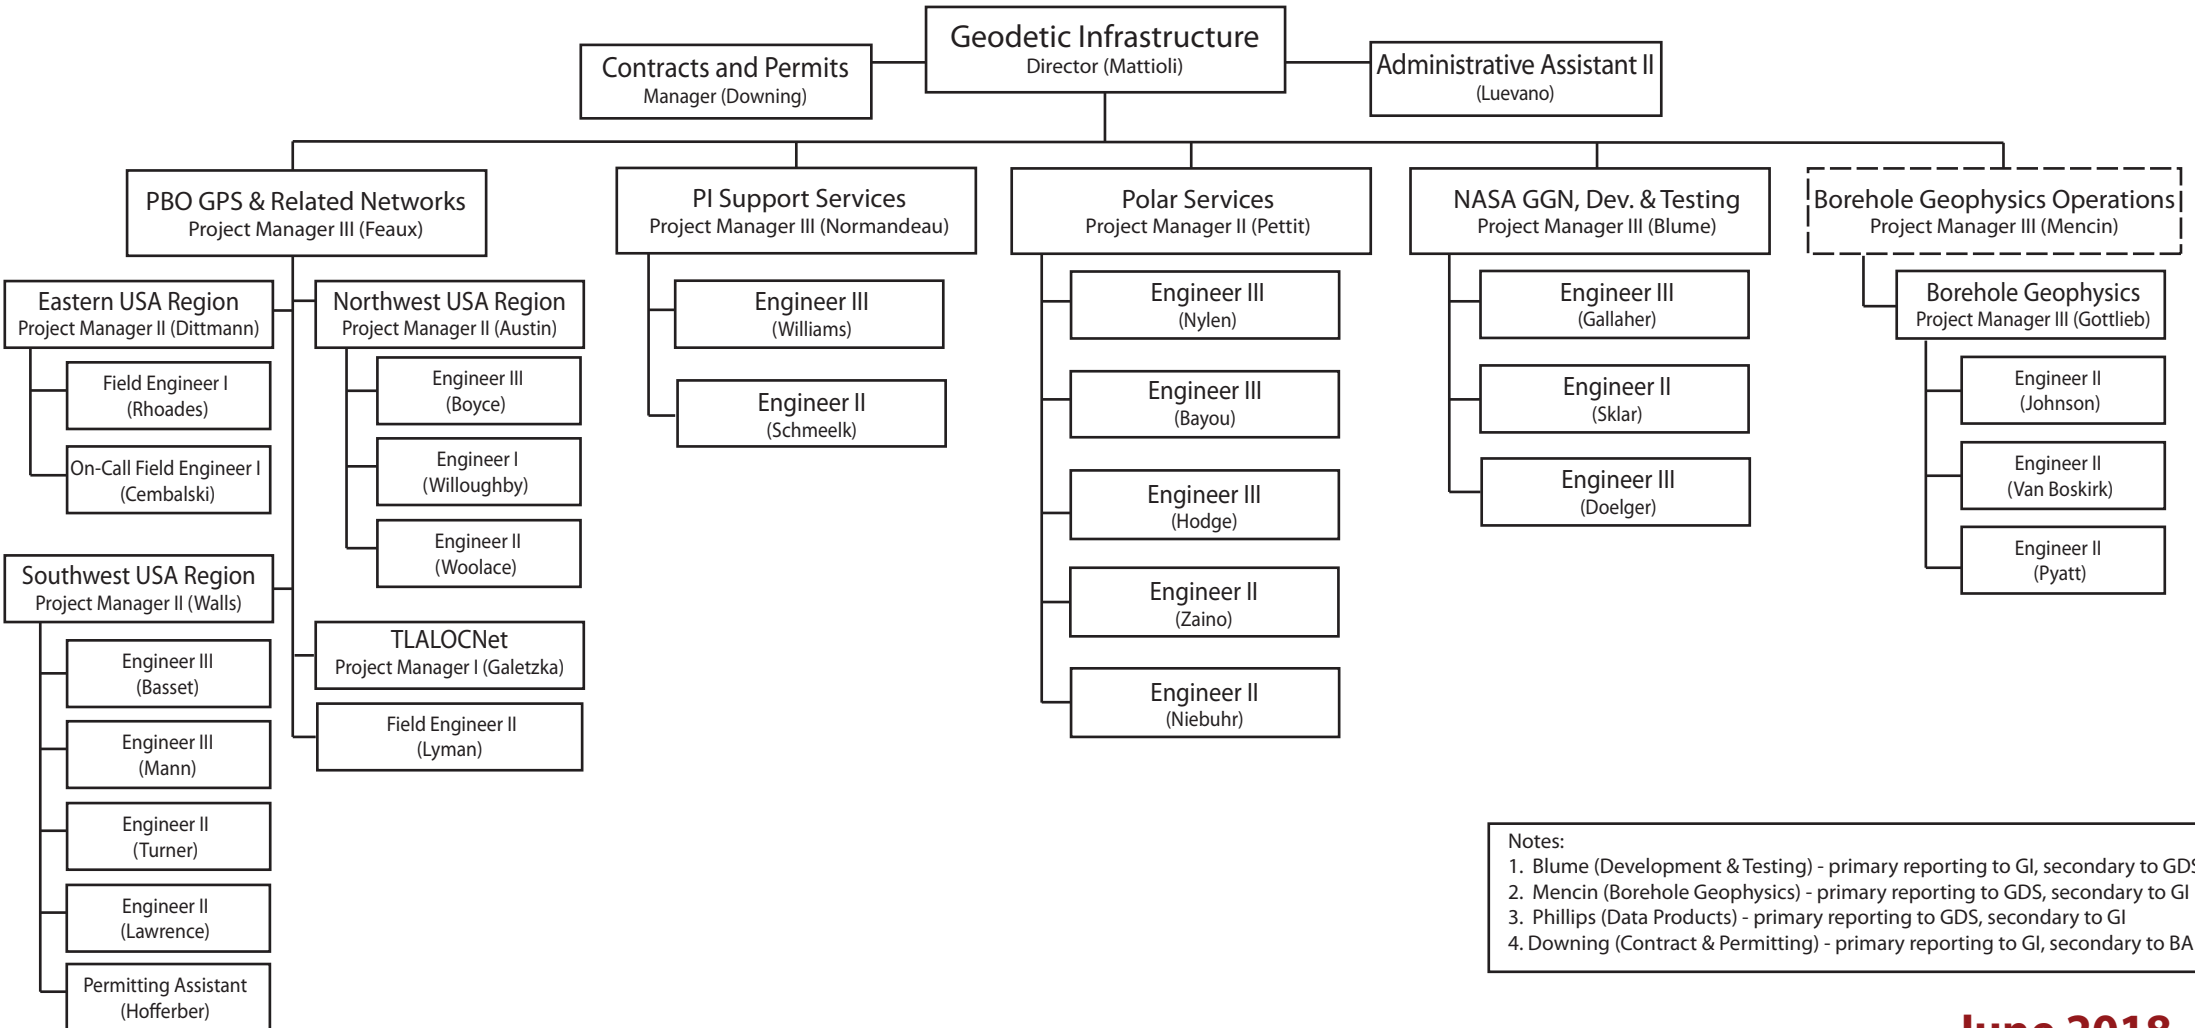 Geodetic Infrastructure
Director (Mattioli)
Contracts and Permits
Manager (Downing)
Administrative Assistant II
(Luevano)
PBO GPS & Related Networks
Project Manager III (Feaux)
Eastern USA Region
Project Manager II (Dittmann)
Field Engineer I
(Rhoades)
On-Call Field Engineer I
(Cembalski)
Southwest USA Region
Project Manager II (Walls)
Engineer III
(Basset)
Engineer III
(Mann)
Engineer II
(Turner)
Engineer II
(Lawrence)
Permitting Assistant
(Hofferber)
Northwest USA Region
Project Manager II (Austin)
Engineer III
(Boyce)
Engineer I
(Willoughby)
Engineer II
(Woolace)
TLALOCNet
Project Manager I (Galetzka)
Field Engineer II
(Lyman)
PI Support Services
Project Manager III (Normandeau)
Engineer III
(Williams)
Engineer II
(Schmeelk)
Polar Services
Project Manager II (Pettit)
Engineer III
(Nylen)
Engineer III
(Bayou)
Engineer III
(Hodge)
Engineer II
(Zaino)
Engineer II
(Niebuhr)
NASA GGN, Dev. & Testing
Project Manager III (Blume)
Engineer III
(Gallaher)
Engineer II
(Sklar)
Engineer III
(Doelger)
Borehole Geophysics Operations
Project Manager III (Mencin)
Borehole Geophysics
Project Manager III (Gottlieb)
Engineer II
(Johnson)
Engineer II
(Van Boskirk)
Engineer II
(Pyatt)
Notes:
1. Blume (Development & Testing) - primary reporting to GI, secondary to GDS
2. Mencin (Borehole Geophysics) - primary reporting to GDS, secondary to GI
3. Phillips (Data Products) - primary reporting to GDS, secondary to GI
4. Downing (Contract & Permitting) - primary reporting to GI, secondary to BA
June 2018